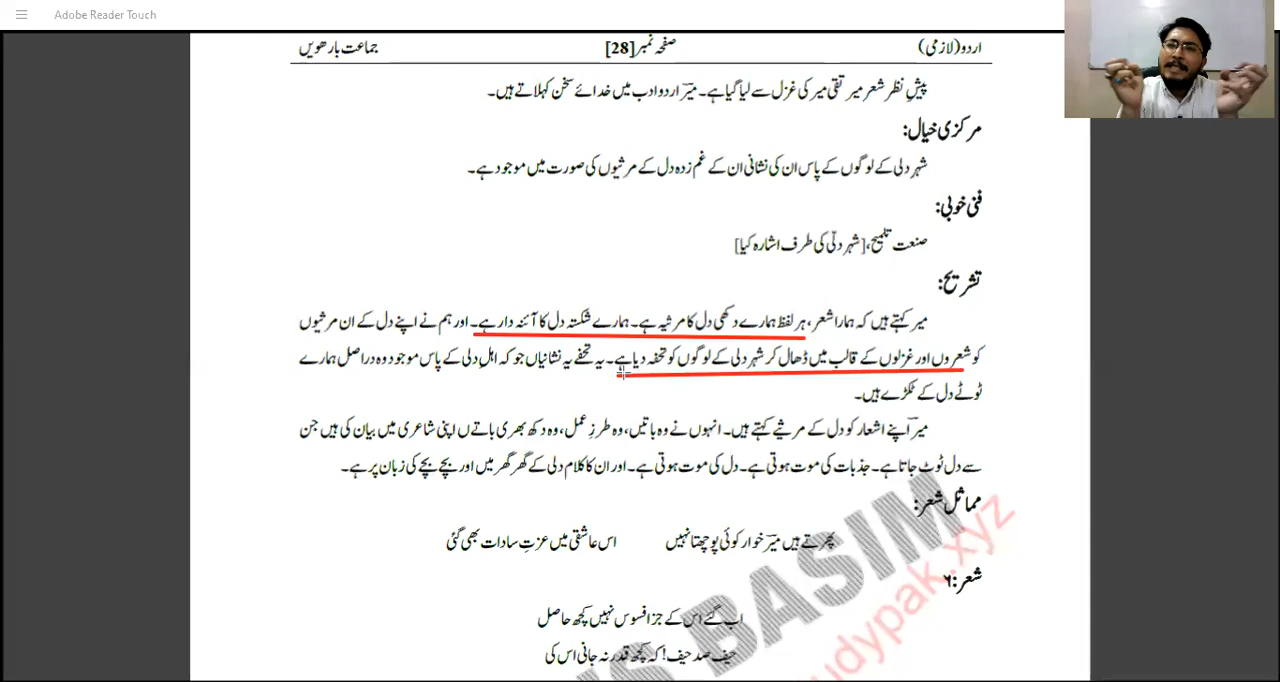 Adobe Reader Touch
اردو(لازمی) صفحہ نمبر[28] جماعت بارھویں
پیشِ نظر شعر میر تقی میر کی غزل سے لیا گیا ہے۔ میرؔ اردو ادب میں خدائے سخن کہلاتے ہیں۔
مرکزی خیال:
شہر دلی کے لوگوں کے پاس ان کی نشانی ان کے غم زدہ دل کے مرثیوں کی صورت میں موجود ہے۔
فنی خوبی:
صنعت تلمیح، [شہر دلّی کی طرف اشارہ کیا]
تشریح:
میر کہتے ہیں کہ ہمارا شعر، ہر لفظ ہمارے دکھی دل کا مرثیہ ہے۔ ہمارے شکستہ دل کا آئنہ دار ہے۔ اور ہم نے اپنے دل کے ان مرثیوں
کو شعروں اور غزلوں کے قالب میں ڈھال کر شہر دلی کے لوگوں کو تحفہ دیا ہے۔ یہ تحفے یہ نشانیاں جو کہ اہلِ دلی کے پاس موجود وہ دراصل ہمارے
ٹوٹے دل کے ٹکڑے ہیں۔
میرؔ اپنے اشعار کو دل کے مرثیے کہتے ہیں۔ انہوں نے وہ باتیں، وہ طرزِ عمل، وہ دکھ بھری باتے ں اپنی شاعری میں بیان کی ہیں جن
سے دل ٹوٹ جاتا ہے۔ جذبات کی موت ہوتی ہے۔ دل کی موت ہوتی ہے۔ اور ان کا کلام دلی کے گھر گھر میں اور بچے بچے کی زبان پر ہے۔
مماثل شعر:
پھرتے ہیں میرؔ خوار کوئی پوچھتا نہیں اس عاشقی میں عزتِ سادات بھی گئی
شعر:۶
اب گئے اس کے جز افسوس نہیں کچھ حاصل
حیف صد حیف! کہ کچھ قدر نہ جانی اس کی
BASIM
udypak.xyz